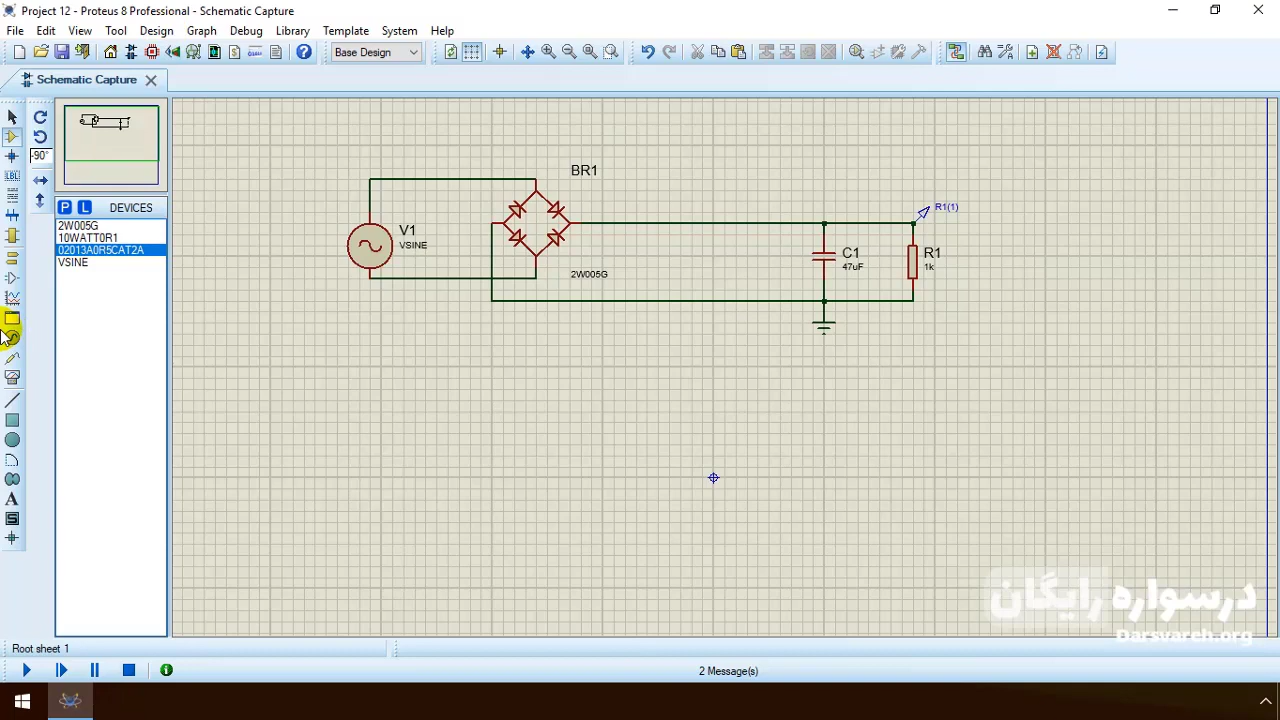 Project 12 - Proteus 8 Professional - Schematic Capture
File Edit View Tool Design Graph Debug Library Template System Help
Base Design
Schematic Capture
-90°
LBL
P L DEVICES
2W005G
10WATT0R1
02013A0R5CAT2A
VSINE
BR1
V1
VSINE
2W005G
C1
47uF
R1(1)
R1
1k
A
S
درسواره رایگان
Darsvareh.org
Root sheet 1
2 Message(s)